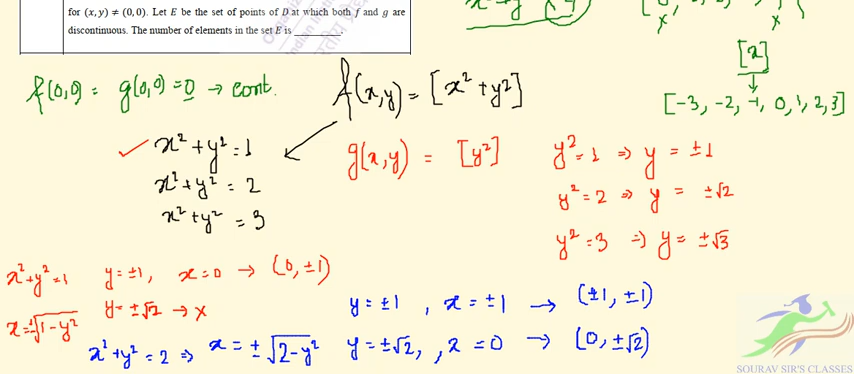 for (x, y) ≠ (0, 0). Let E be the set of points of D at which both f and g are
discontinuous. The number of elements in the set E is ________.
[x]
[-3, -2, -1, 0, 1, 2, 3]
f(0,0) = g(0,0) = 0 → cont.
f(x,y) = [x² + y²]
x² + y² = 1
x² + y² = 2
x² + y² = 3
g(x,y) = [y²]
y² = 1 ⇒ y = ±1
y² = 2 ⇒ y = ±√2
y² = 3 ⇒ y = ±√3
x² + y² = 1 y = ±1, x = 0 → (0, ±1)
x = ±√1 - y² y = ±√2 → ×
y = ±1 , x = ±1 → (±1, ±1)
x² + y² = 2 ⇒ x = ±√2 - y² y = ±√2, , x = 0 → (0, ±√2)
SOURAV SIR'S CLASSES